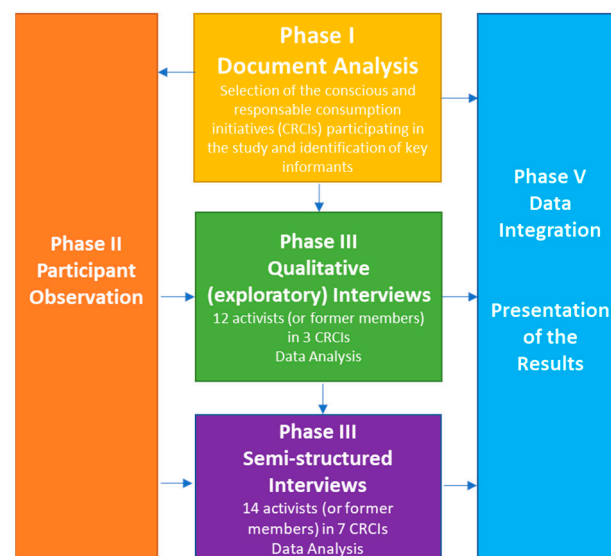 Phase I
Document Analysis
Selection of the conscious and
responsible consumption
initiatives (CRCIs) participating in
the study and identification of key
informants
Phase II
Participant
Observation
Phase III
Qualitative
(exploratory) Interviews
12 activists (or former members)
in 3 CRCIs
Data Analysis
Phase III
Semi-structured
Interviews
14 activists (or former
members) in 7 CRCIs
Data Analysis
Phase V
Data
Integration
Presentation
of the
Results